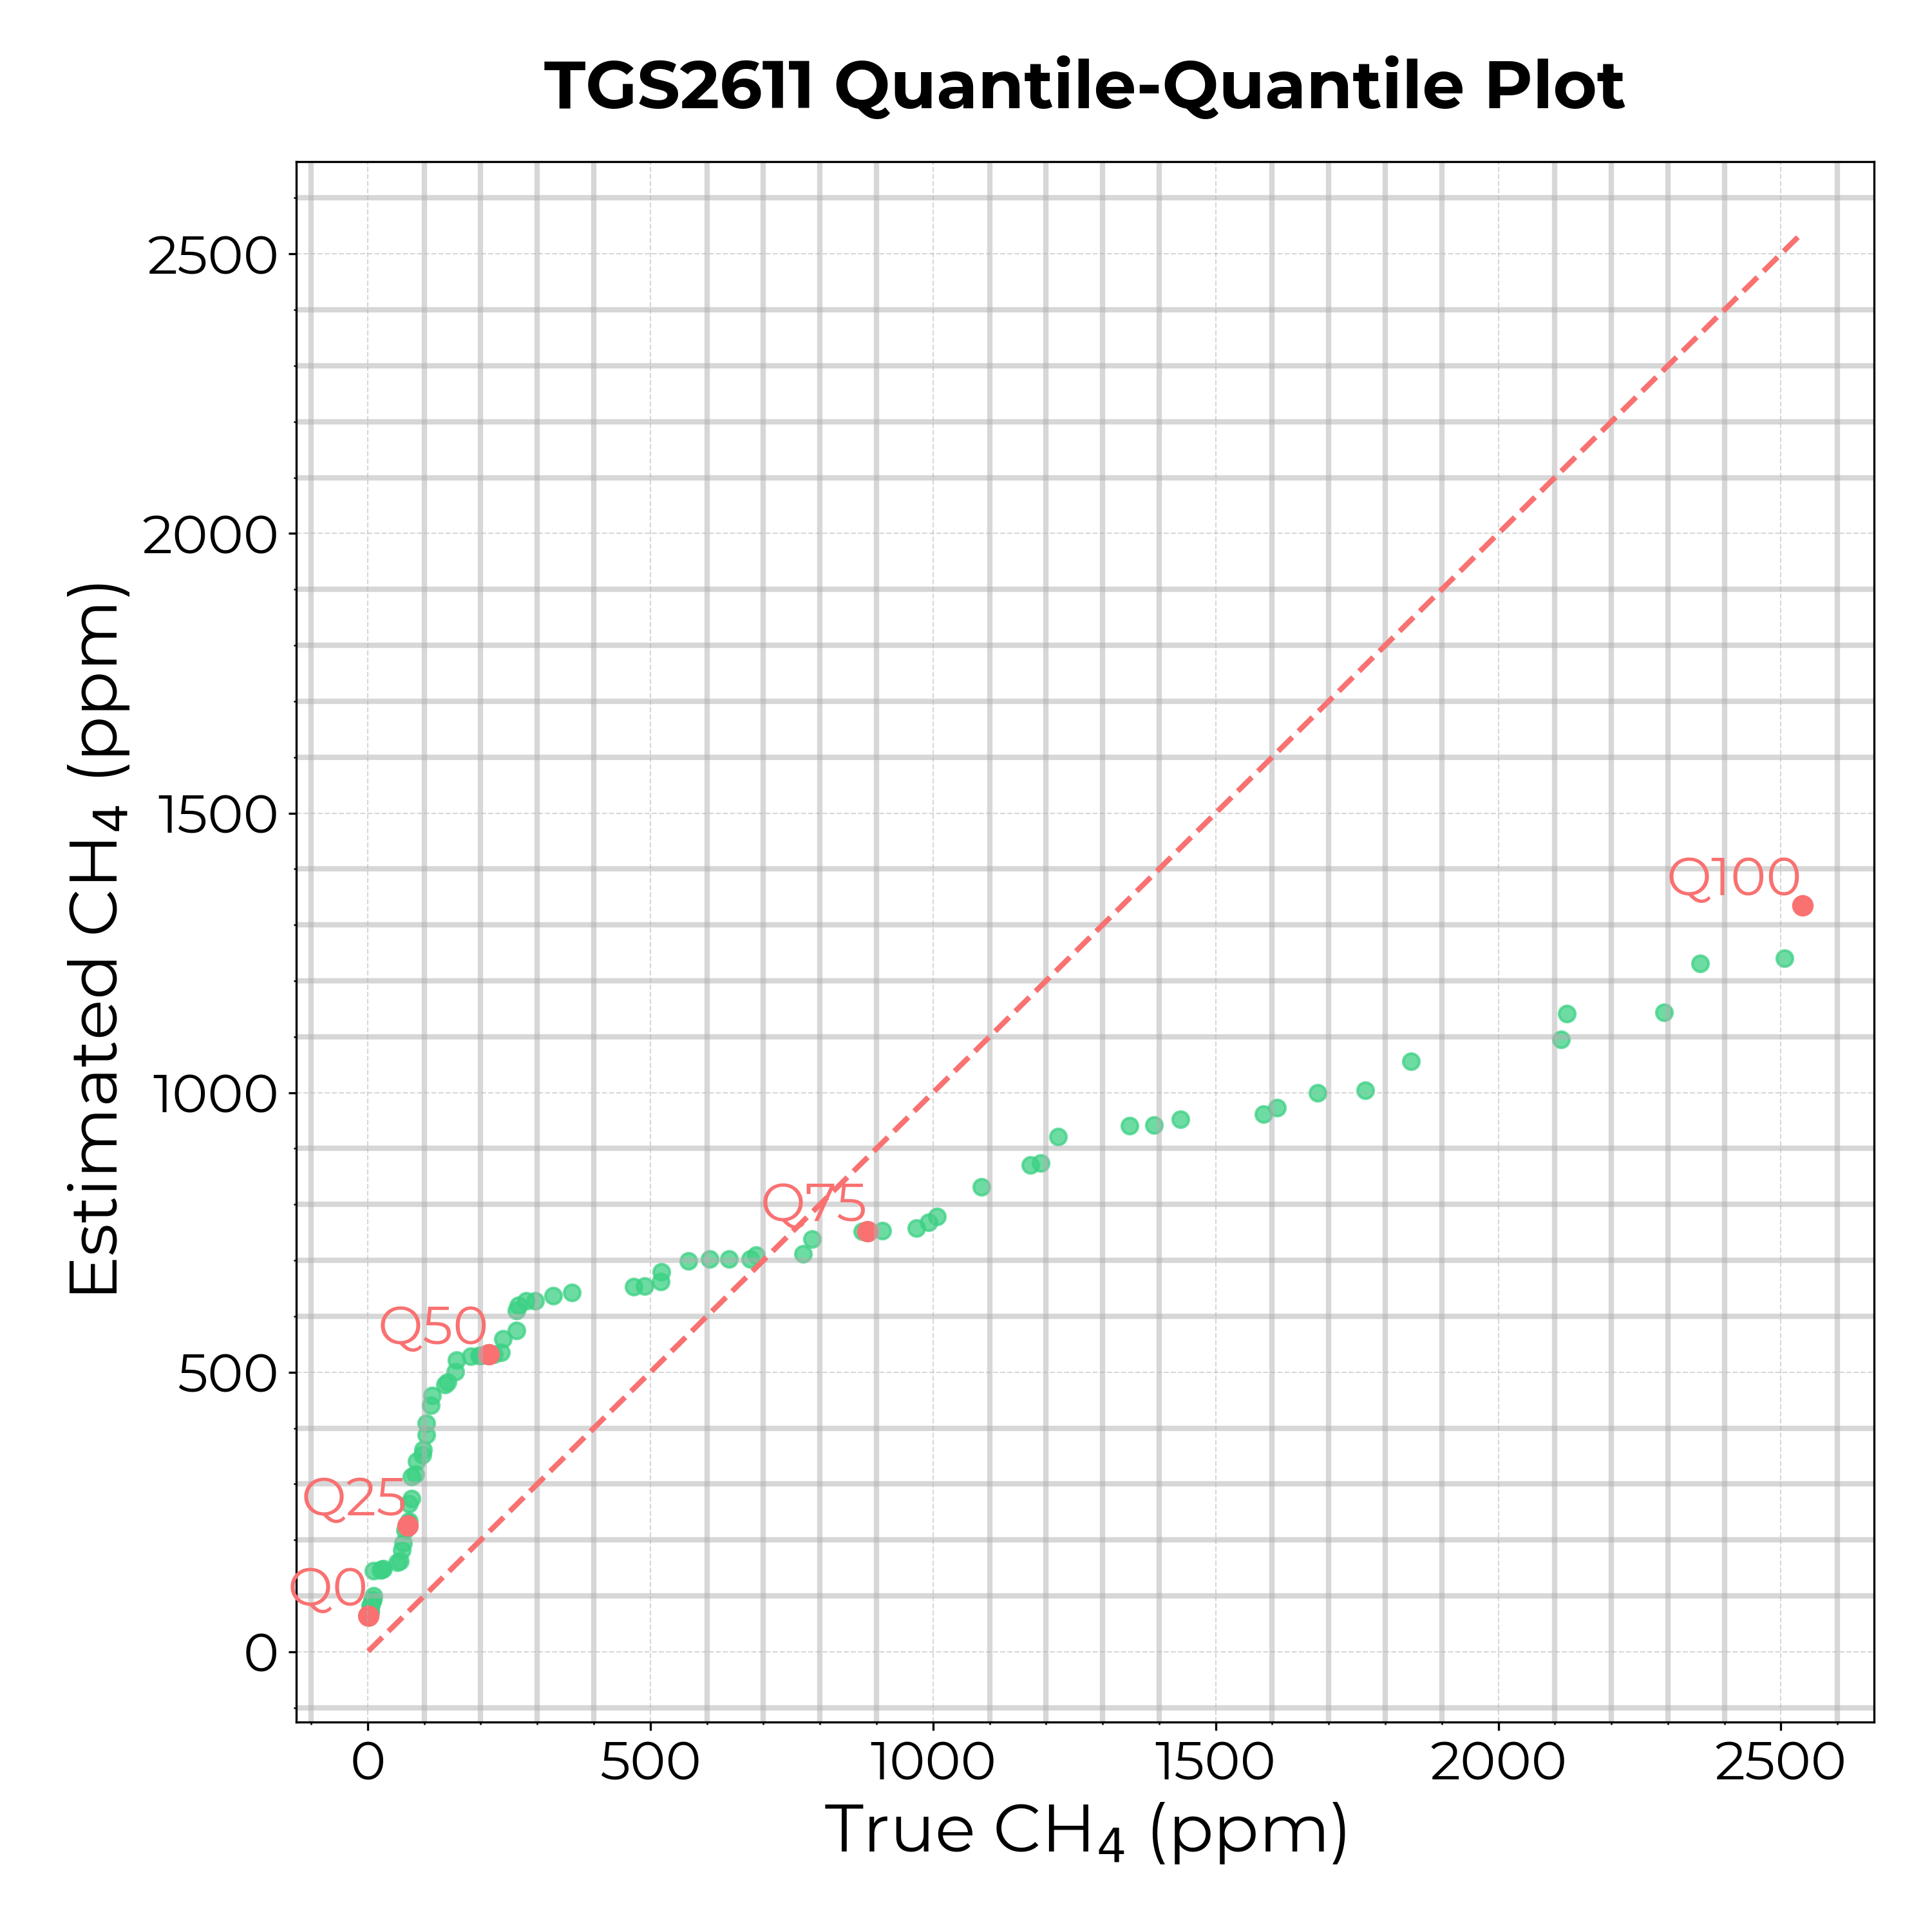 TGS2611 Quantile-Quantile Plot
Estimated CH₄ (ppm)
2500
2000
1500
1000
500
0
Q100
Q75
Q50
Q25
Q0
0 500 1000 1500 2000 2500
True CH₄ (ppm)